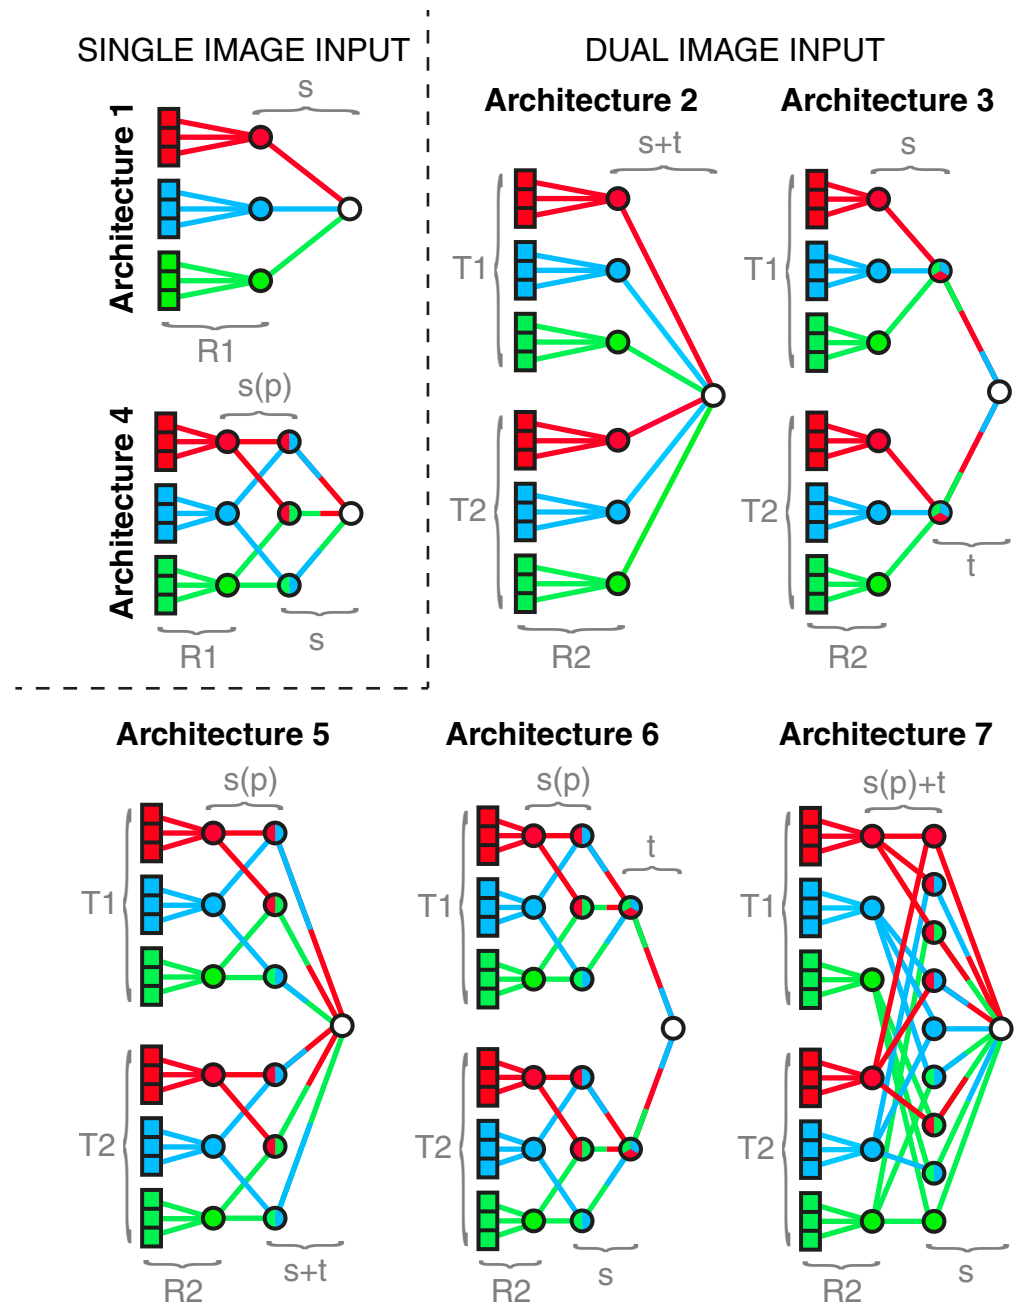 SINGLE IMAGE INPUT
DUAL IMAGE INPUT
Architecture 1
s
R1
Architecture 4
s(p)
R1
s
Architecture 2
s+t
T1
T2
R2
Architecture 3
s
T1
T2
t
R2
Architecture 5
s(p)
T1
T2
s+t
R2
Architecture 6
s(p)
t
T1
T2
s
R2
Architecture 7
s(p)+t
T1
T2
s
R2